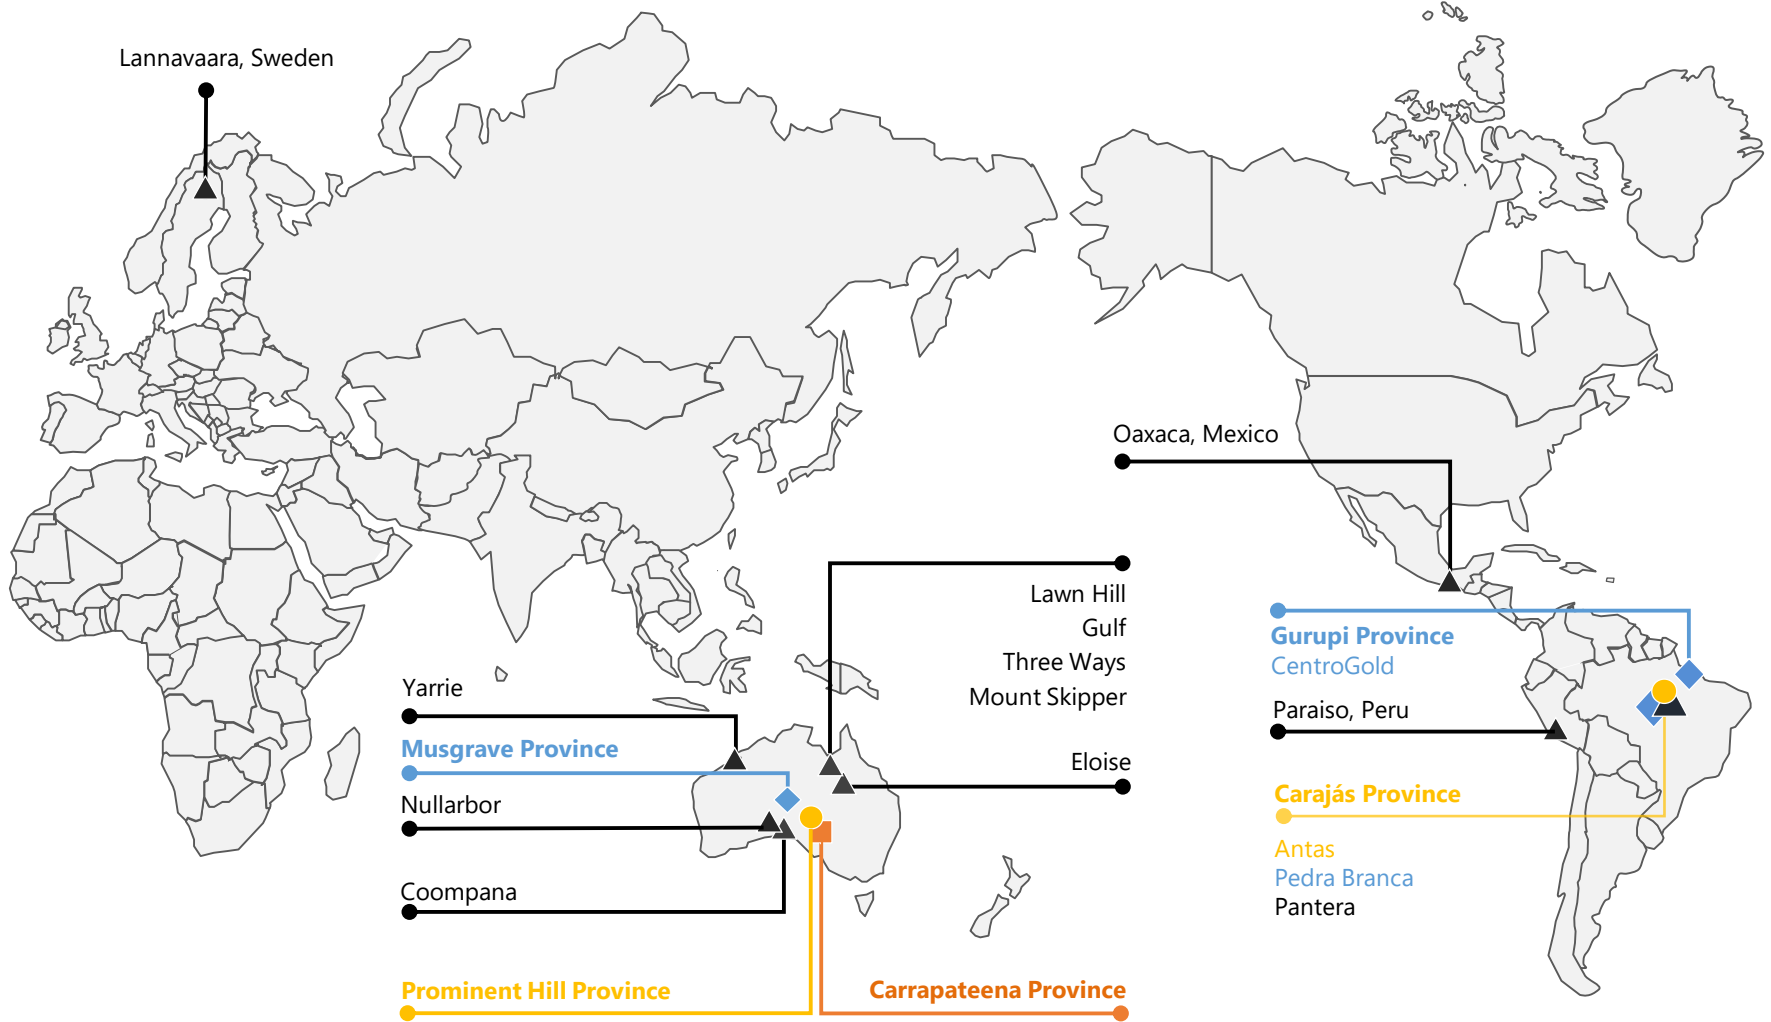 Lannavaara, Sweden
Oaxaca, Mexico
Lawn Hill
Gulf
Three Ways
Mount Skipper
Gurupi Province
CentroGold
Yarrie
Paraiso, Peru
Musgrave Province
Eloise
Nullarbor
Carajás Province
Antas
Pedra Branca
Pantera
Coompana
Prominent Hill Province
Carrapateena Province